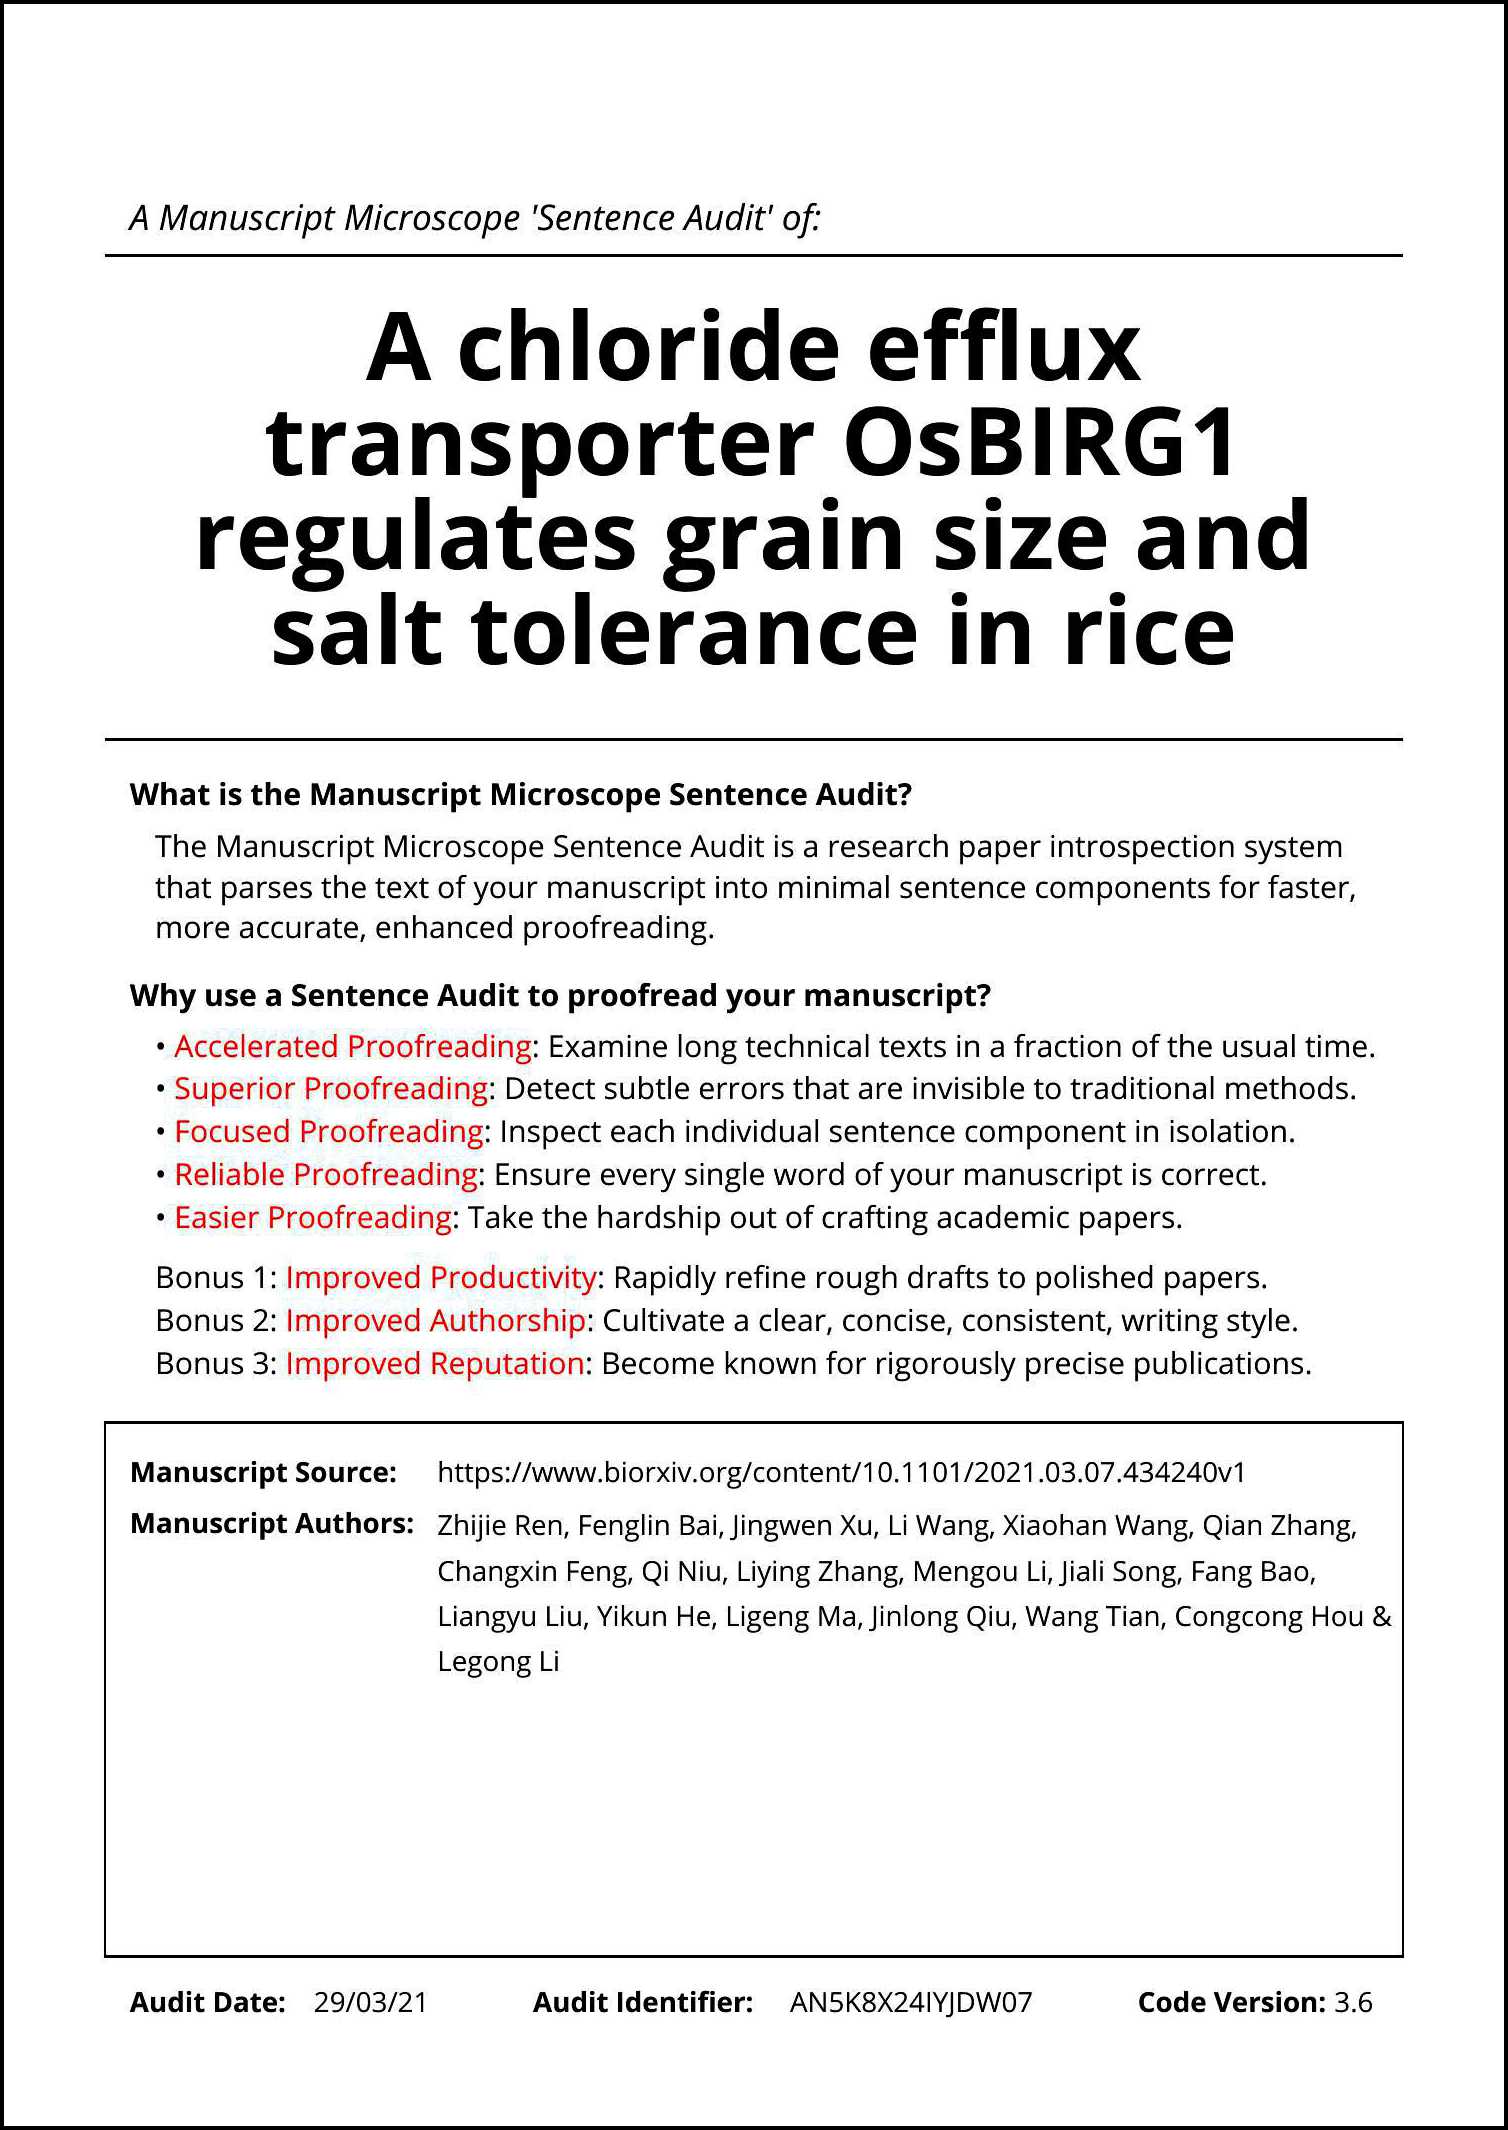 A Manuscript Microscope 'Sentence Audit' of:
A chloride efflux
transporter OsBIRG1
regulates grain size and
salt tolerance in rice
What is the Manuscript Microscope Sentence Audit?
The Manuscript Microscope Sentence Audit is a research paper introspection system
that parses the text of your manuscript into minimal sentence components for faster,
more accurate, enhanced proofreading.
Why use a Sentence Audit to proofread your manuscript?
• Accelerated Proofreading: Examine long technical texts in a fraction of the usual time.
• Superior Proofreading: Detect subtle errors that are invisible to traditional methods.
• Focused Proofreading: Inspect each individual sentence component in isolation.
• Reliable Proofreading: Ensure every single word of your manuscript is correct.
• Easier Proofreading: Take the hardship out of crafting academic papers.
Bonus 1: Improved Productivity: Rapidly refine rough drafts to polished papers.
Bonus 2: Improved Authorship: Cultivate a clear, concise, consistent, writing style.
Bonus 3: Improved Reputation: Become known for rigorously precise publications.
Manuscript Source: https://www.biorxiv.org/content/10.1101/2021.03.07.434240v1
Manuscript Authors: Zhijie Ren, Fenglin Bai, Jingwen Xu, Li Wang, Xiaohan Wang, Qian Zhang,
Changxin Feng, Qi Niu, Liying Zhang, Mengou Li, Jiali Song, Fang Bao,
Liangyu Liu, Yikun He, Ligeng Ma, Jinlong Qiu, Wang Tian, Congcong Hou &
Legong Li
Audit Date: 29/03/21 Audit Identifier: AN5K8X24IYJDW07 Code Version: 3.6